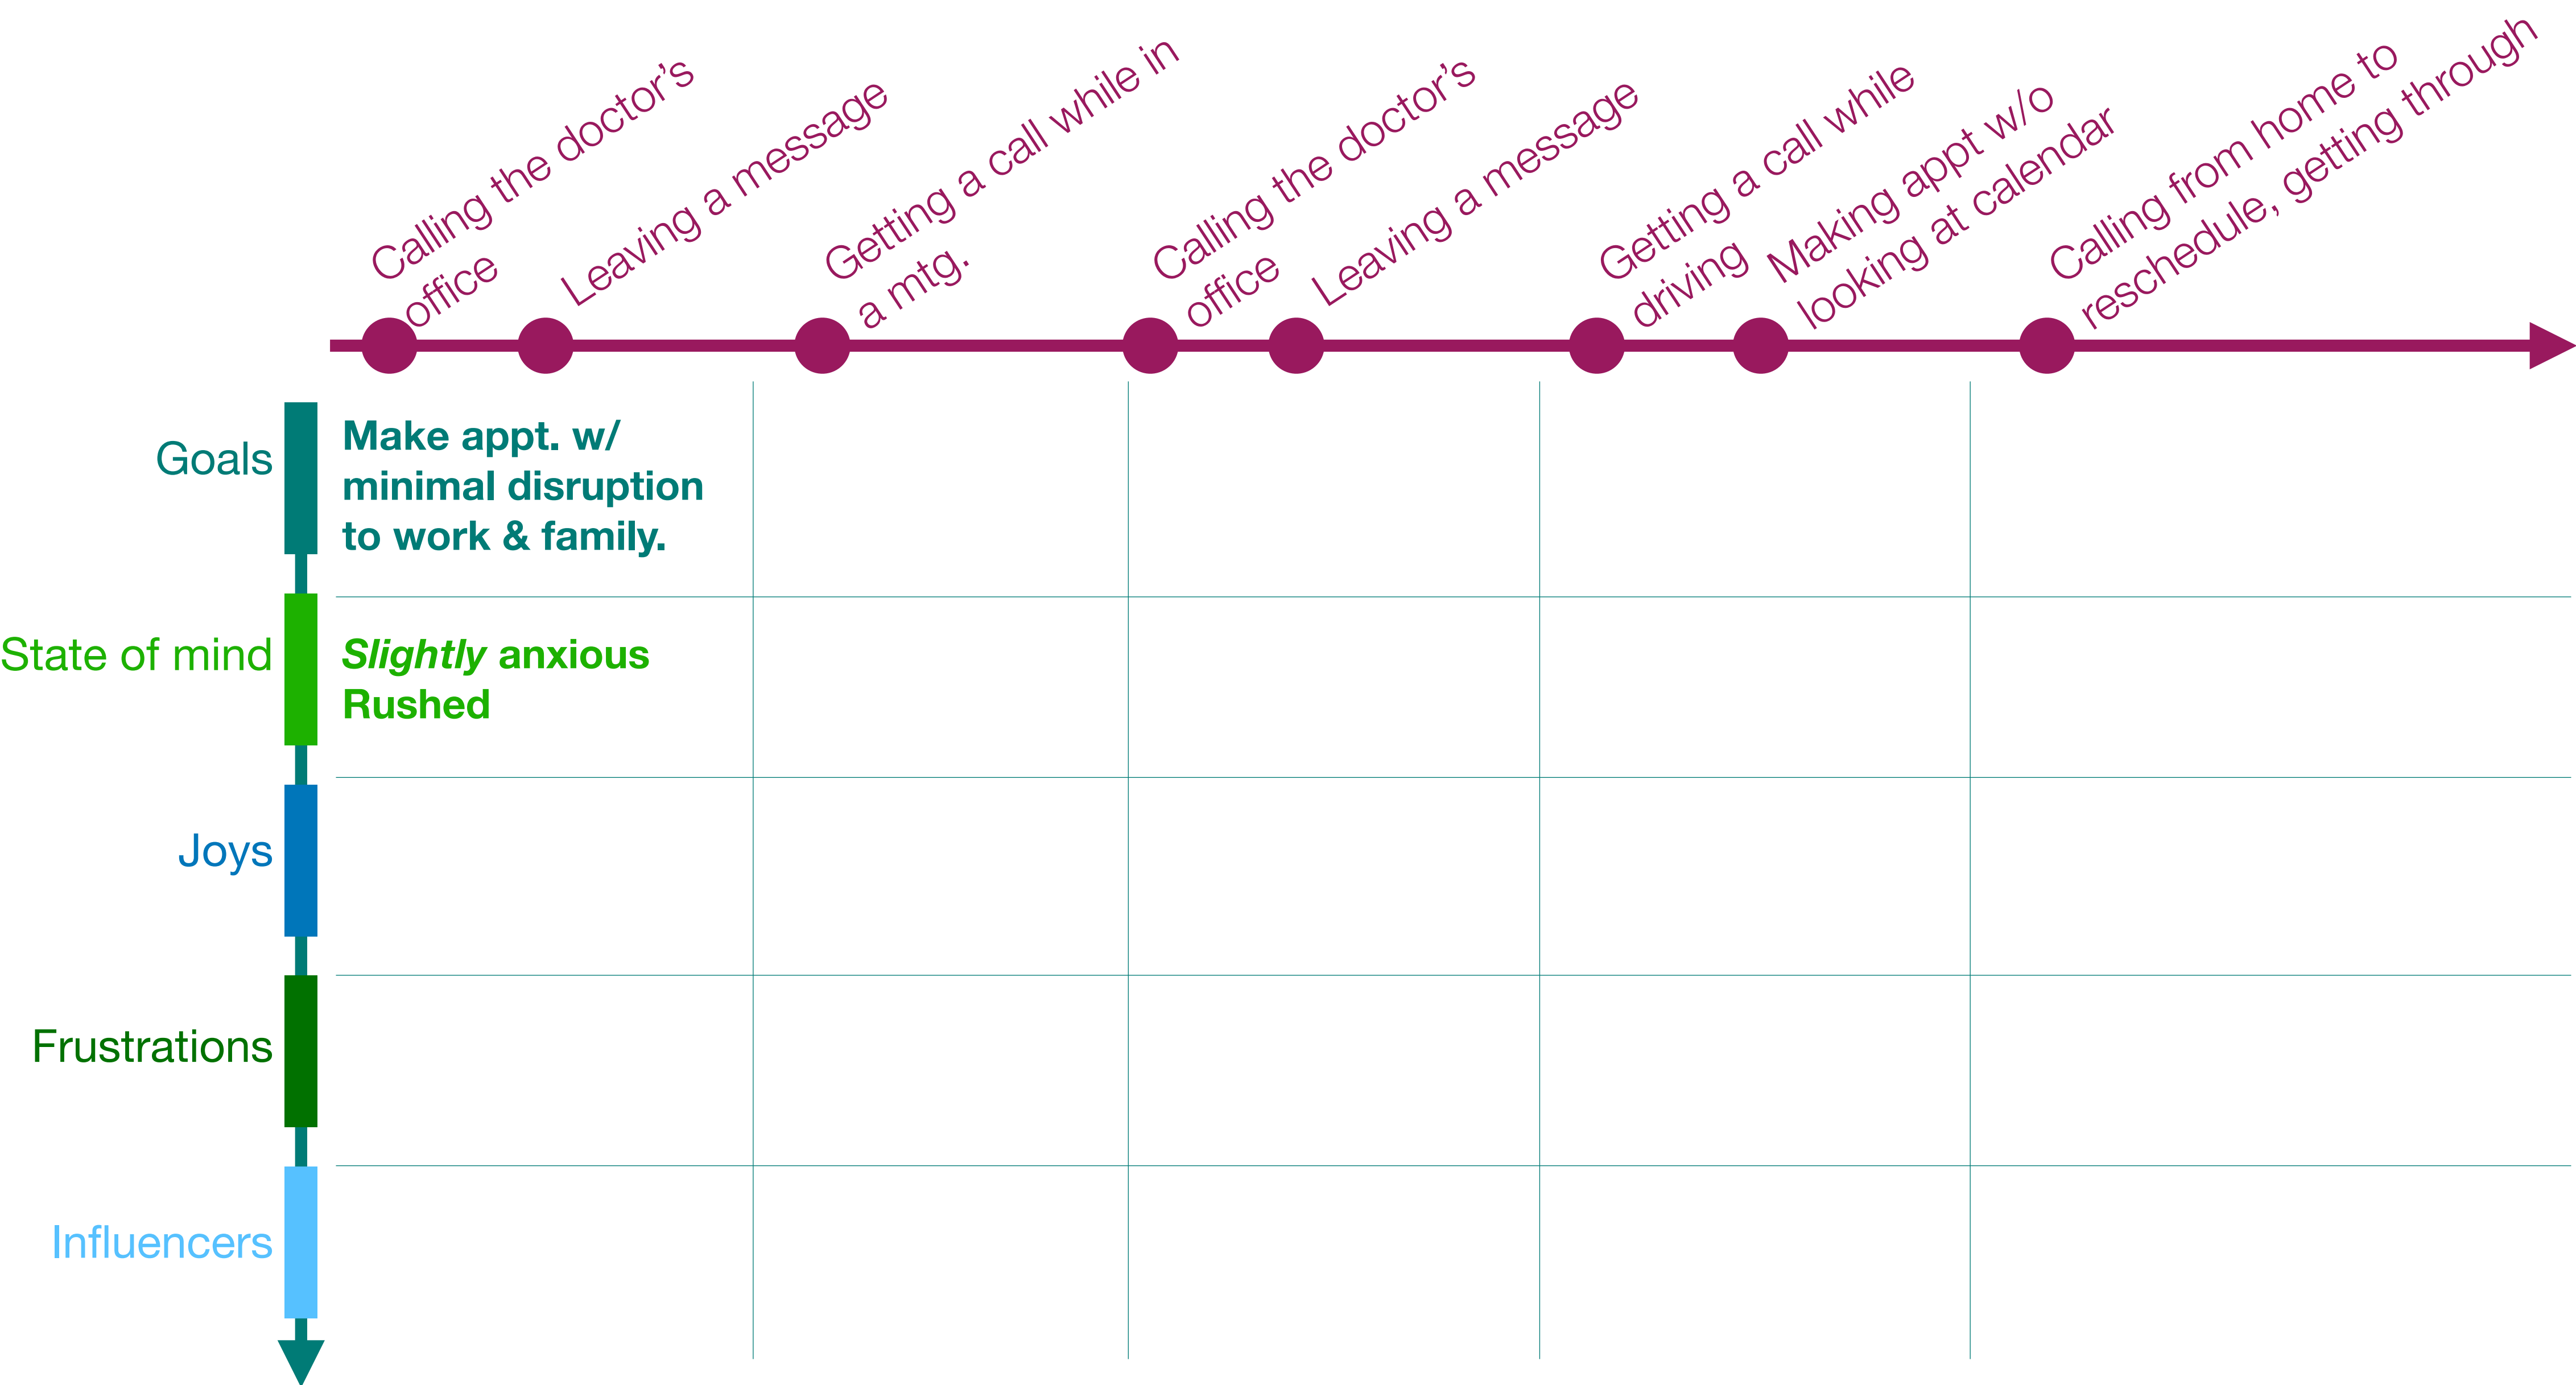 Calling the doctor’s
office
Leaving a message
Getting a call while in
a mtg.
Calling the doctor’s
office
Leaving a message
Getting a call while
driving
Making appt w/o
looking at calendar
Calling from home to
reschedule, getting through
Goals
Make appt. w/
minimal disruption
to work & family.
State of mind
Slightly anxious
Rushed
Joys
Frustrations
Influencers